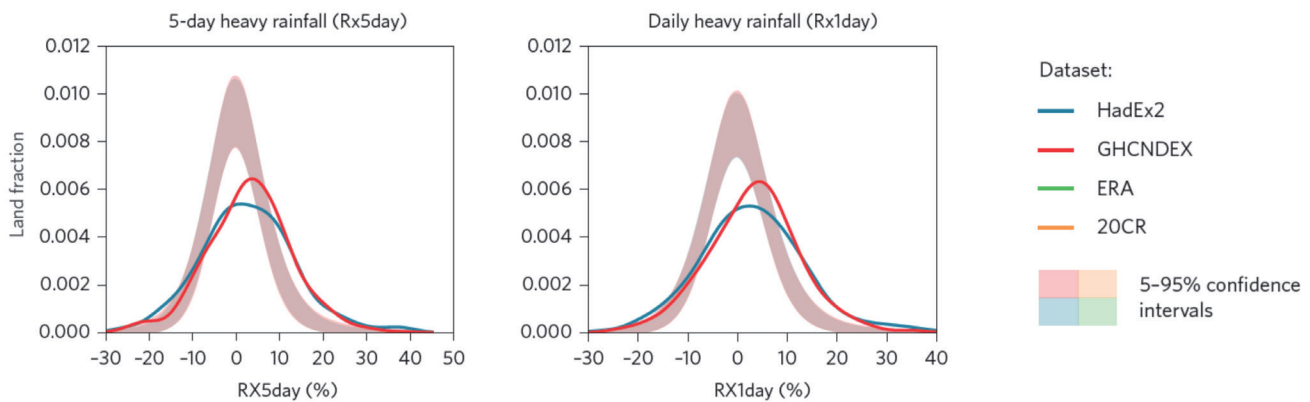 5-day heavy rainfall (Rx5day)
0.012
0.010
0.008
0.006
0.004
0.002
0.000
Land fraction
–30 –20 –10 0 10 20 30 40 50
RX5day (%)
Daily heavy rainfall (Rx1day)
0.012
0.010
0.008
0.006
0.004
0.002
0.000
–30 –20 –10 0 10 20 30 40
RX1day (%)
Dataset:
HadEx2
GHCNDEX
ERA
20CR
5–95% confidence
intervals